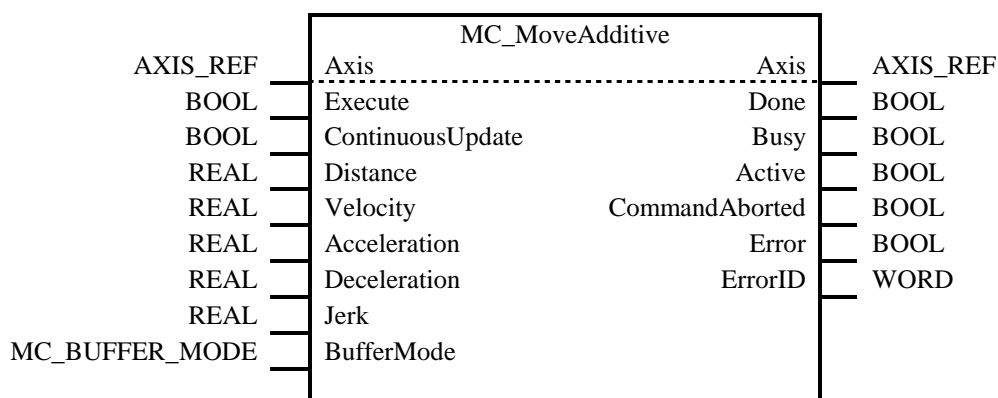 MC_MoveAdditive
AXIS_REF Axis Axis AXIS_REF
BOOL Execute Done BOOL
BOOL ContinuousUpdate Busy BOOL
REAL Distance Active BOOL
REAL Velocity CommandAborted BOOL
REAL Acceleration Error BOOL
REAL Deceleration ErrorID WORD
REAL Jerk
MC_BUFFER_MODE BufferMode